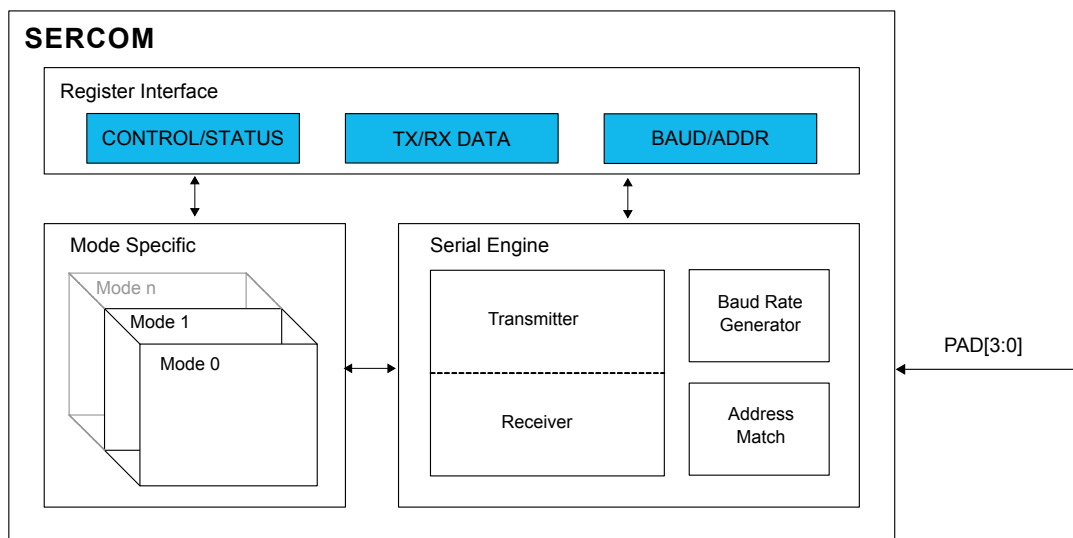 SERCOM
Register Interface
CONTROL/STATUS
TX/RX DATA
BAUD/ADDR
Mode Specific
Mode n
Mode 1
Mode 0
Serial Engine
Transmitter
Receiver
Baud Rate
Generator
Address
Match
PAD[3:0]